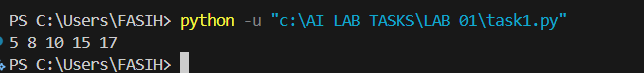 PS C:\Users\FASIH> python -u "c:\AI LAB TASKS\LAB 01\task1.py"
5 8 10 15 17
PS C:\Users\FASIH>